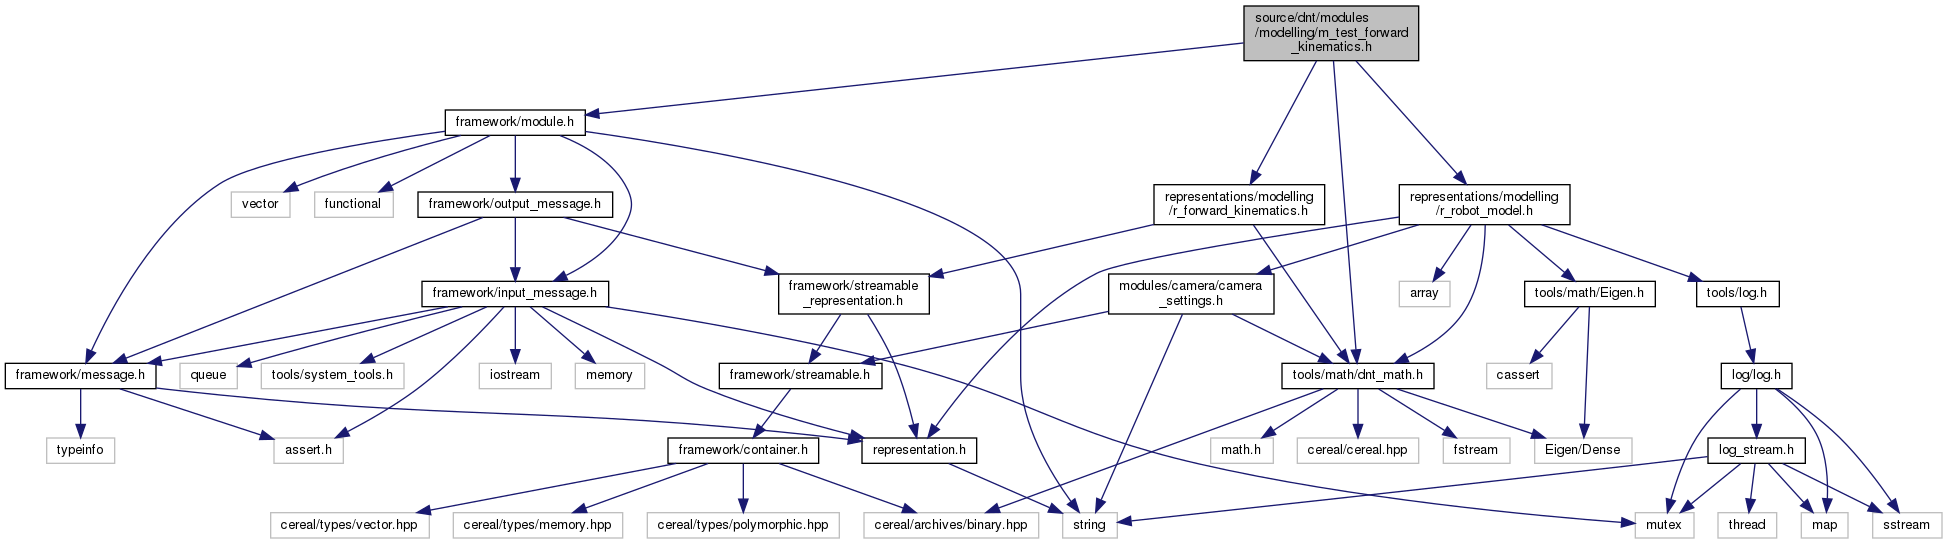 source/dnt/modules
/modelling/m_test_forward
_kinematics.h
framework/module.h
vector
functional
framework/output_message.h
representations/modelling
/r_forward_kinematics.h
representations/modelling
/r_robot_model.h
framework/input_message.h
framework/streamable
_representation.h
modules/camera/camera
_settings.h
array
tools/math/Eigen.h
tools/log.h
framework/message.h
queue
tools/system_tools.h
iostream
memory
framework/streamable.h
tools/math/dnt_math.h
cassert
log/log.h
typeinfo
assert.h
framework/container.h
representation.h
math.h
cereal/cereal.hpp
fstream
Eigen/Dense
log_stream.h
cereal/types/vector.hpp
cereal/types/memory.hpp
cereal/types/polymorphic.hpp
cereal/archives/binary.hpp
string
mutex
thread
map
sstream